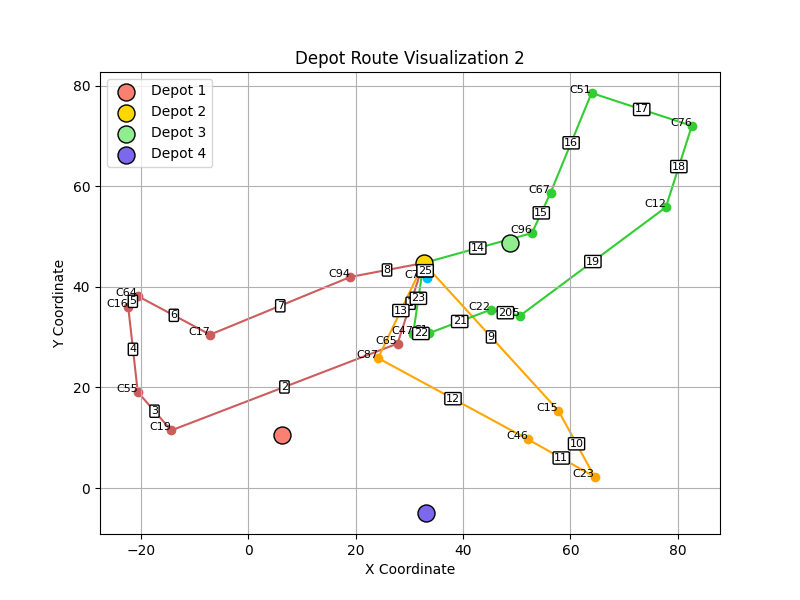 Depot Route Visualization 2
Depot 1
Depot 2
Depot 3
Depot 4
C51
17
C76
16
18
C67
C12
15
C96
14
19
C94
8
25
C64
5
C16
7
23
6
13
C22
20
21
C17
C47
22
9
4
C65
C87
2
C55
12
3
C15
C19
10
C46
11
C23
80
60
40
20
0
−20
0
20
40
60
80
Y Coordinate
X Coordinate